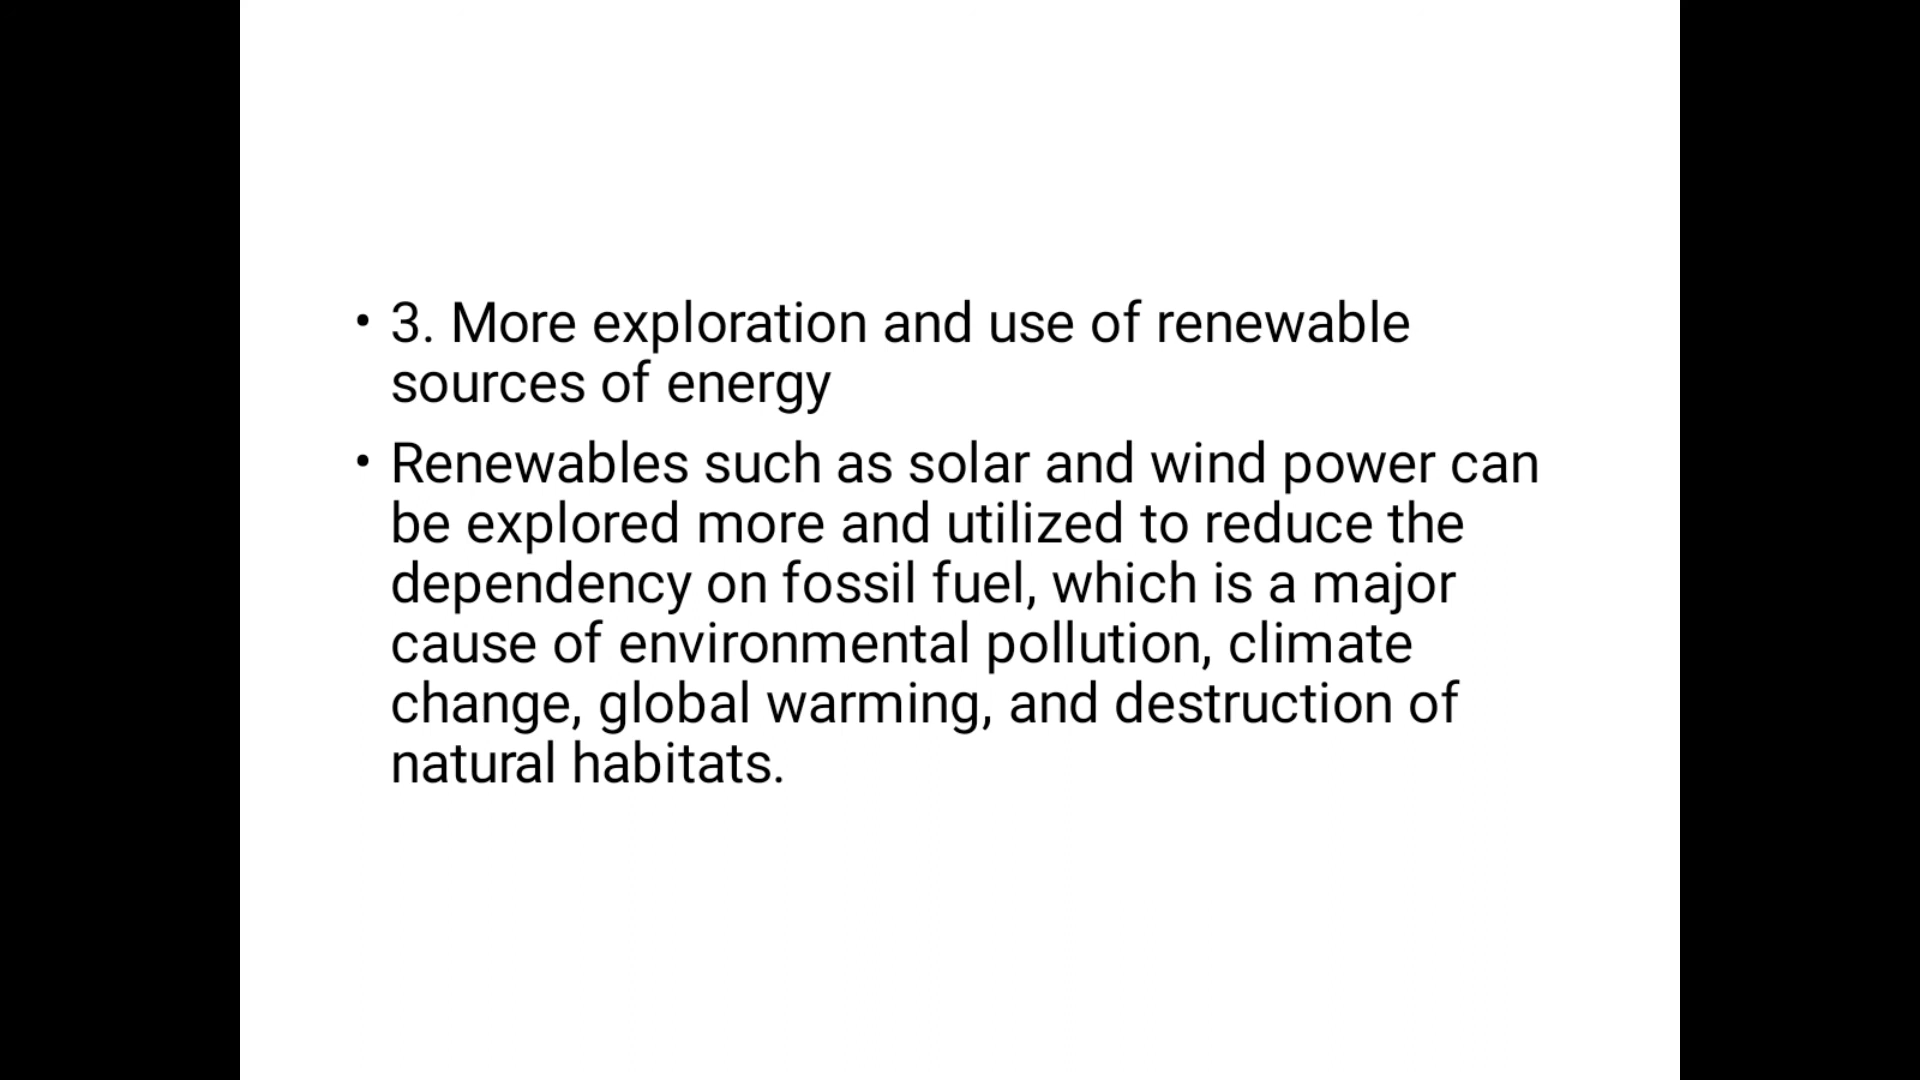 • 3. More exploration and use of renewable
sources of energy
• Renewables such as solar and wind power can
be explored more and utilized to reduce the
dependency on fossil fuel, which is a major
cause of environmental pollution, climate
change, global warming, and destruction of
natural habitats.